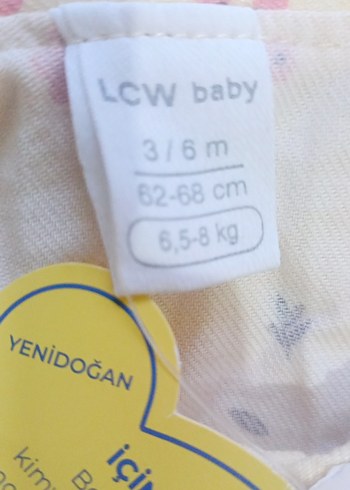 LCW baby
3 / 6 m
62-68 cm
6,5-8 kg
YENİDOĞAN